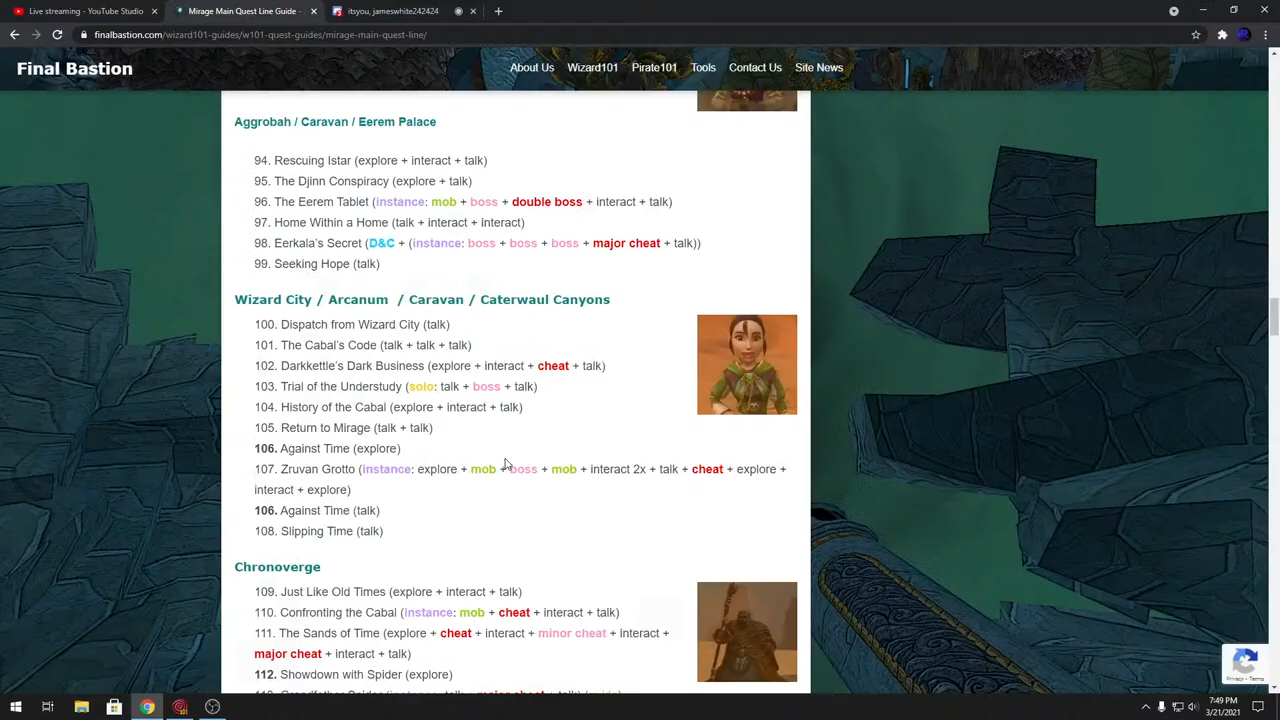 Live streaming - YouTube Studio
Mirage Main Quest Line Guide -
itsyou, jameswhite242424
finalbastion.com/wizard101-guides/w101-quest-guides/mirage-main-quest-line/
Final Bastion
About Us
Wizard101
Pirate101
Tools
Contact Us
Site News
Aggrobah / Caravan / Eerem Palace
94. Rescuing Istar (explore + interact + talk)
95. The Djinn Conspiracy (explore + talk)
96. The Eerem Tablet (instance: mob + boss + double boss + interact + talk)
97. Home Within a Home (talk + interact + interact)
98. Eerkala's Secret (D&C + (instance: boss + boss + boss + major cheat + talk))
99. Seeking Hope (talk)
Wizard City / Arcanum / Caravan / Caterwaul Canyons
100. Dispatch from Wizard City (talk)
101. The Cabal's Code (talk + talk + talk)
102. Darkkettle's Dark Business (explore + interact + cheat + talk)
103. Trial of the Understudy (solo: talk + boss + talk)
104. History of the Cabal (explore + interact + talk)
105. Return to Mirage (talk + talk)
106. Against Time (explore)
107. Zruvan Grotto (instance: explore + mob + boss + mob + interact 2x + talk + cheat + explore +
interact + explore)
106. Against Time (talk)
108. Slipping Time (talk)
Chronoverge
109. Just Like Old Times (explore + interact + talk)
110. Confronting the Cabal (instance: mob + cheat + interact + talk)
111. The Sands of Time (explore + cheat + interact + minor cheat + interact +
major cheat + interact + talk)
112. Showdown with Spider (explore)
Privacy - Terms
7:49 PM
3/21/2021